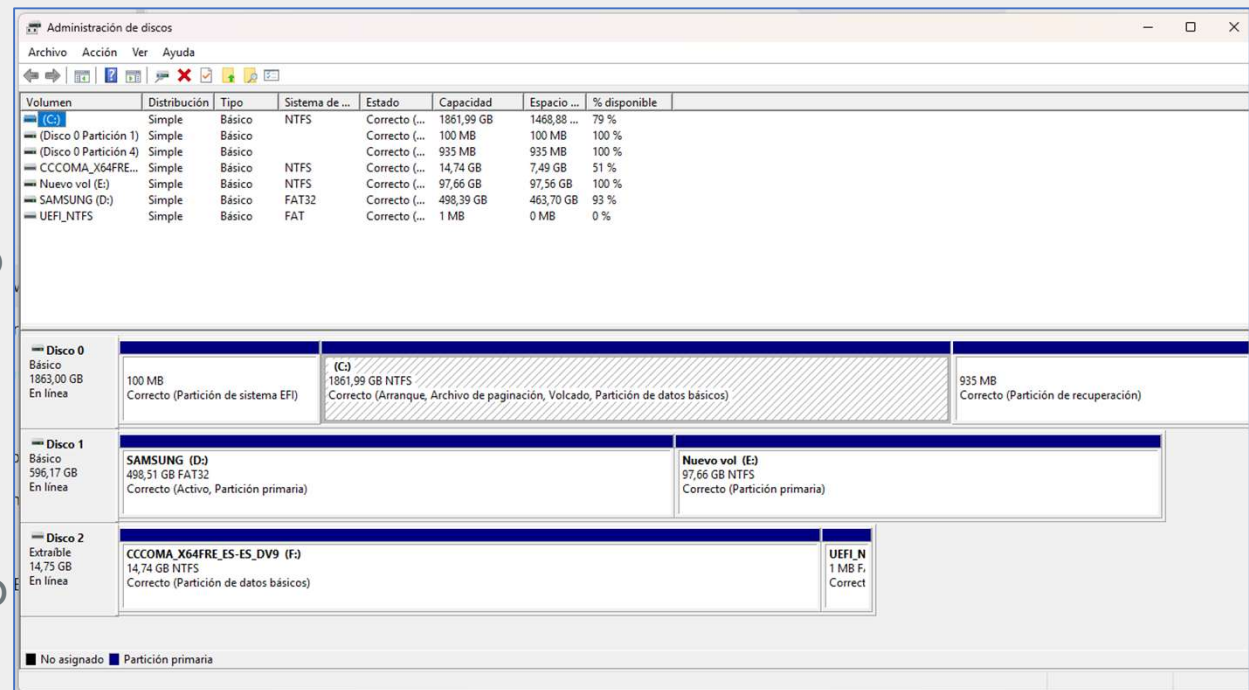 Administración de discos
Archivo Acción Ver Ayuda
Volumen Distribución Tipo Sistema de ... Estado Capacidad Espacio ... % disponible
(C:) Simple Básico NTFS Correcto (... 1861,99 GB 1468,88 ... 79 %
(Disco 0 Partición 1) Simple Básico Correcto (... 100 MB 100 MB 100 %
(Disco 0 Partición 4) Simple Básico Correcto (... 935 MB 935 MB 100 %
CCCOMA_X64FRE... Simple Básico NTFS Correcto (... 14,74 GB 7,49 GB 51 %
Nuevo vol (E:) Simple Básico NTFS Correcto (... 97,66 GB 97,56 GB 100 %
SAMSUNG (D:) Simple Básico FAT32 Correcto (... 498,39 GB 463,70 GB 93 %
UEFI_NTFS Simple Básico FAT Correcto (... 1 MB 0 MB 0 %
Disco 0
Básico
1863,00 GB
En línea
100 MB
Correcto (Partición de sistema EFI)
(C:)
1861,99 GB NTFS
Correcto (Arranque, Archivo de paginación, Volcado, Partición de datos básicos)
935 MB
Correcto (Partición de recuperación)
Disco 1
Básico
596,17 GB
En línea
SAMSUNG (D:)
498,51 GB FAT32
Correcto (Activo, Partición primaria)
Nuevo vol (E:)
97,66 GB NTFS
Correcto (Partición primaria)
Disco 2
Extraíble
14,75 GB
En línea
CCCOMA_X64FRE_ES-ES_DV9 (F:)
14,74 GB NTFS
Correcto (Partición de datos básicos)
UEFI_N
1 MB F
Correct
No asignado Partición primaria